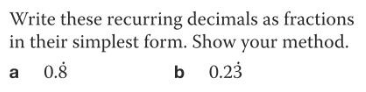 Write these recurring decimals as fractions
in their simplest form. Show your method.
a 0.8̇ b 0.23̇